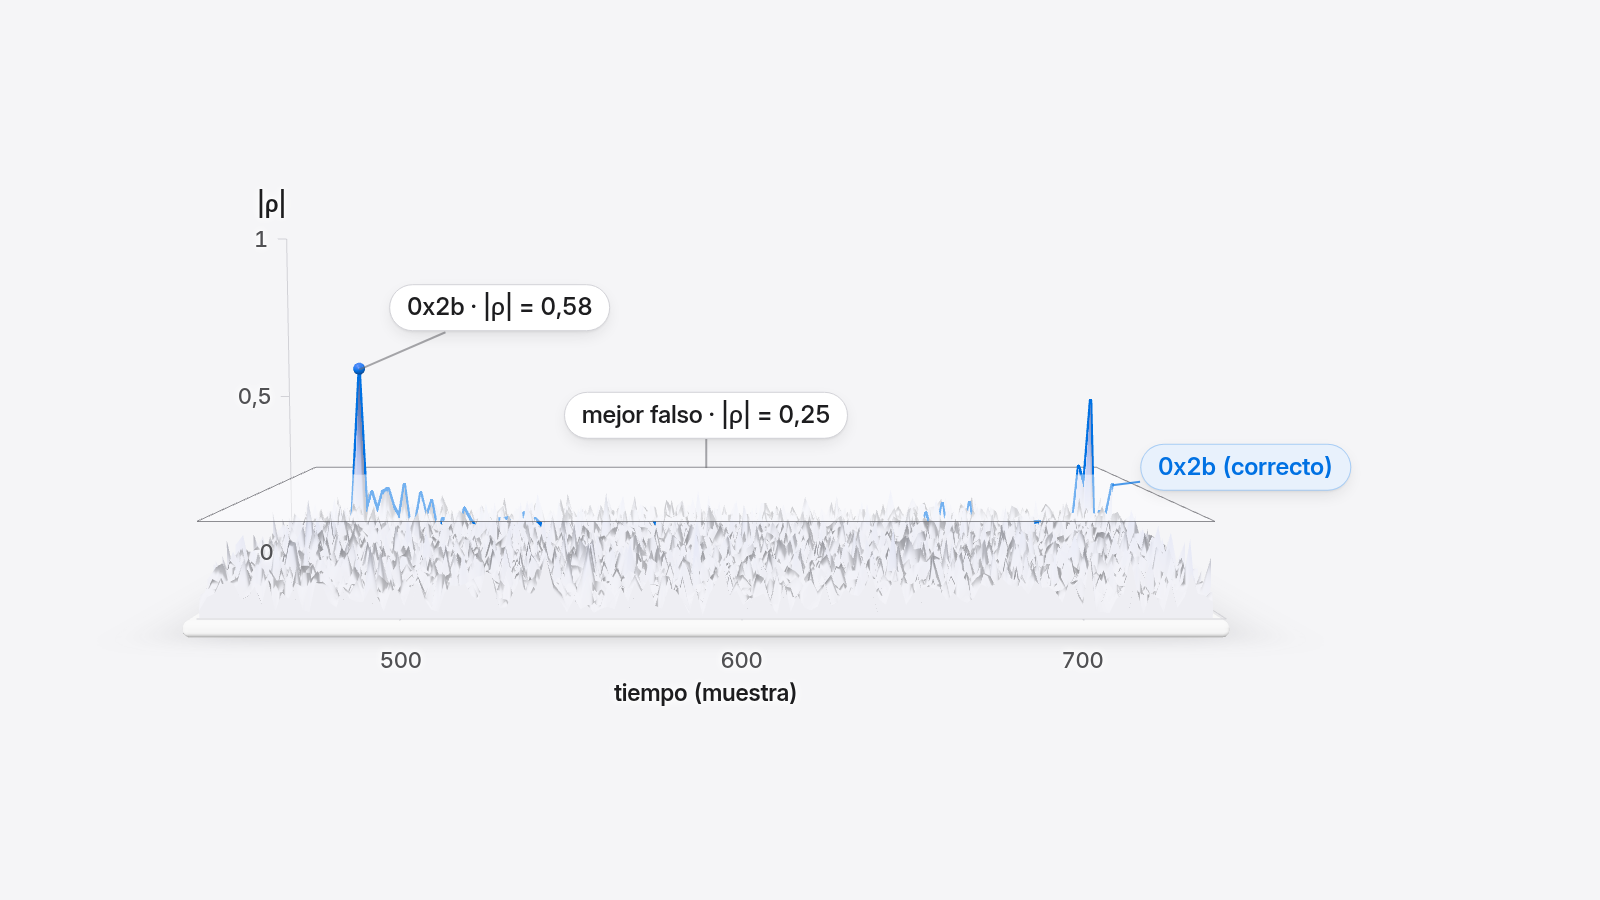 |ρ|
1
0x2b · |ρ| = 0,58
0,5
mejor falso · |ρ| = 0,25
0x2b (correcto)
0
500
600
700
tiempo (muestra)